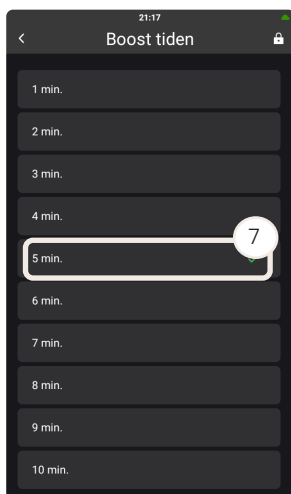 21:17
Boost tiden
1 min.
2 min.
3 min.
4 min.
7
5 min.
6 min.
7 min.
8 min.
9 min.
10 min.